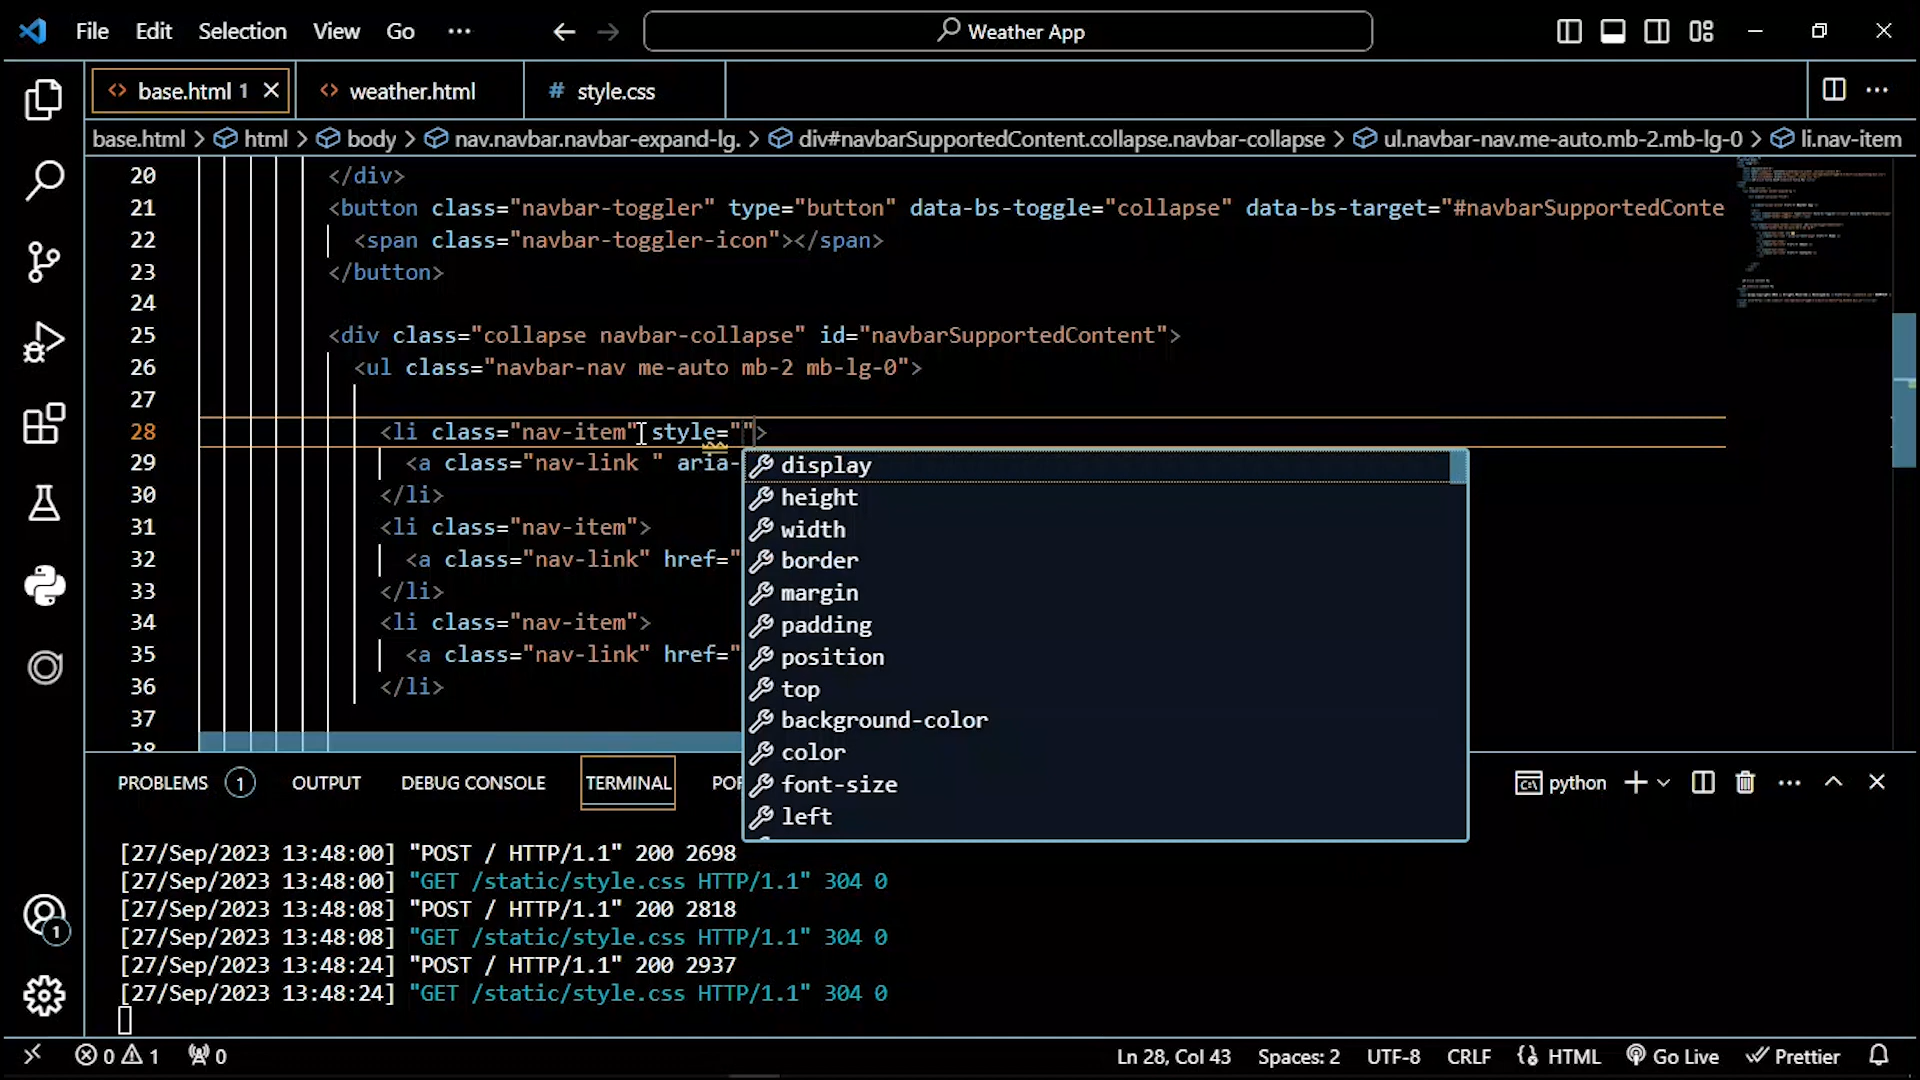 File Edit Selection View Go ··· Weather App
base.html 1 weather.html # style.css
base.html > html > body > nav.navbar.navbar-expand-lg. > div#navbarSupportedContent.collapse.navbar-collapse > ul.navbar-nav.me-auto.mb-2.mb-lg-0 > li.nav-item
20 </div>
21 <button class="navbar-toggler" type="button" data-bs-toggle="collapse" data-bs-target="#navbarSupportedConte
22 <span class="navbar-toggler-icon"></span>
23 </button>
24
25 <div class="collapse navbar-collapse" id="navbarSupportedContent">
26 <ul class="navbar-nav me-auto mb-2 mb-lg-0">
27
28 <li class="nav-item" style="">
29 <a class="nav-link " aria-
30 </li>
31 <li class="nav-item">
32 <a class="nav-link" href="
33 </li>
34 <li class="nav-item">
35 <a class="nav-link" href="
36 </li>
37
38
display
height
width
border
margin
padding
position
top
background-color
color
font-size
left
PROBLEMS 1 OUTPUT DEBUG CONSOLE TERMINAL PO python
[27/Sep/2023 13:48:00] "POST / HTTP/1.1" 200 2698
[27/Sep/2023 13:48:00] "GET /static/style.css HTTP/1.1" 304 0
[27/Sep/2023 13:48:08] "POST / HTTP/1.1" 200 2818
[27/Sep/2023 13:48:08] "GET /static/style.css HTTP/1.1" 304 0
[27/Sep/2023 13:48:24] "POST / HTTP/1.1" 200 2937
[27/Sep/2023 13:48:24] "GET /static/style.css HTTP/1.1" 304 0
1
0 1 0 Ln 28, Col 43 Spaces: 2 UTF-8 CRLF HTML Go Live Prettier